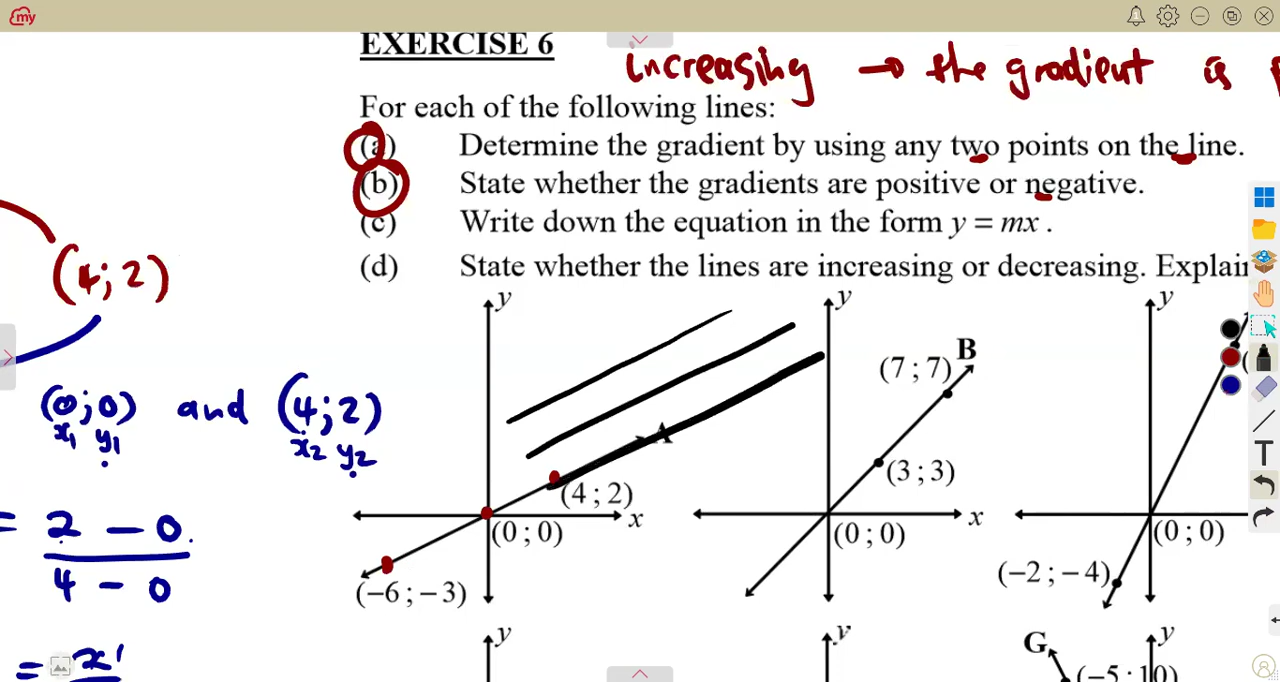 my
EXERCISE 6
increasing → the gradient is
For each of the following lines:
(a) Determine the gradient by using any two points on the line.
(b) State whether the gradients are positive or negative.
(c) Write down the equation in the form y = mx .
(d) State whether the lines are increasing or decreasing. Explain
(4; 2)
(0; 0) and (4; 2)
x1 y1 x2 y2
= 2 − 0
4 − 0
=
y
A
(4 ; 2)
x
(0 ; 0)
(−6 ; −3)
y
B
(7 ; 7)
(3 ; 3)
x
(0 ; 0)
y
(0 ; 0)
(−2 ; −4)
y
y
G
y
(−5 ; 10)
T